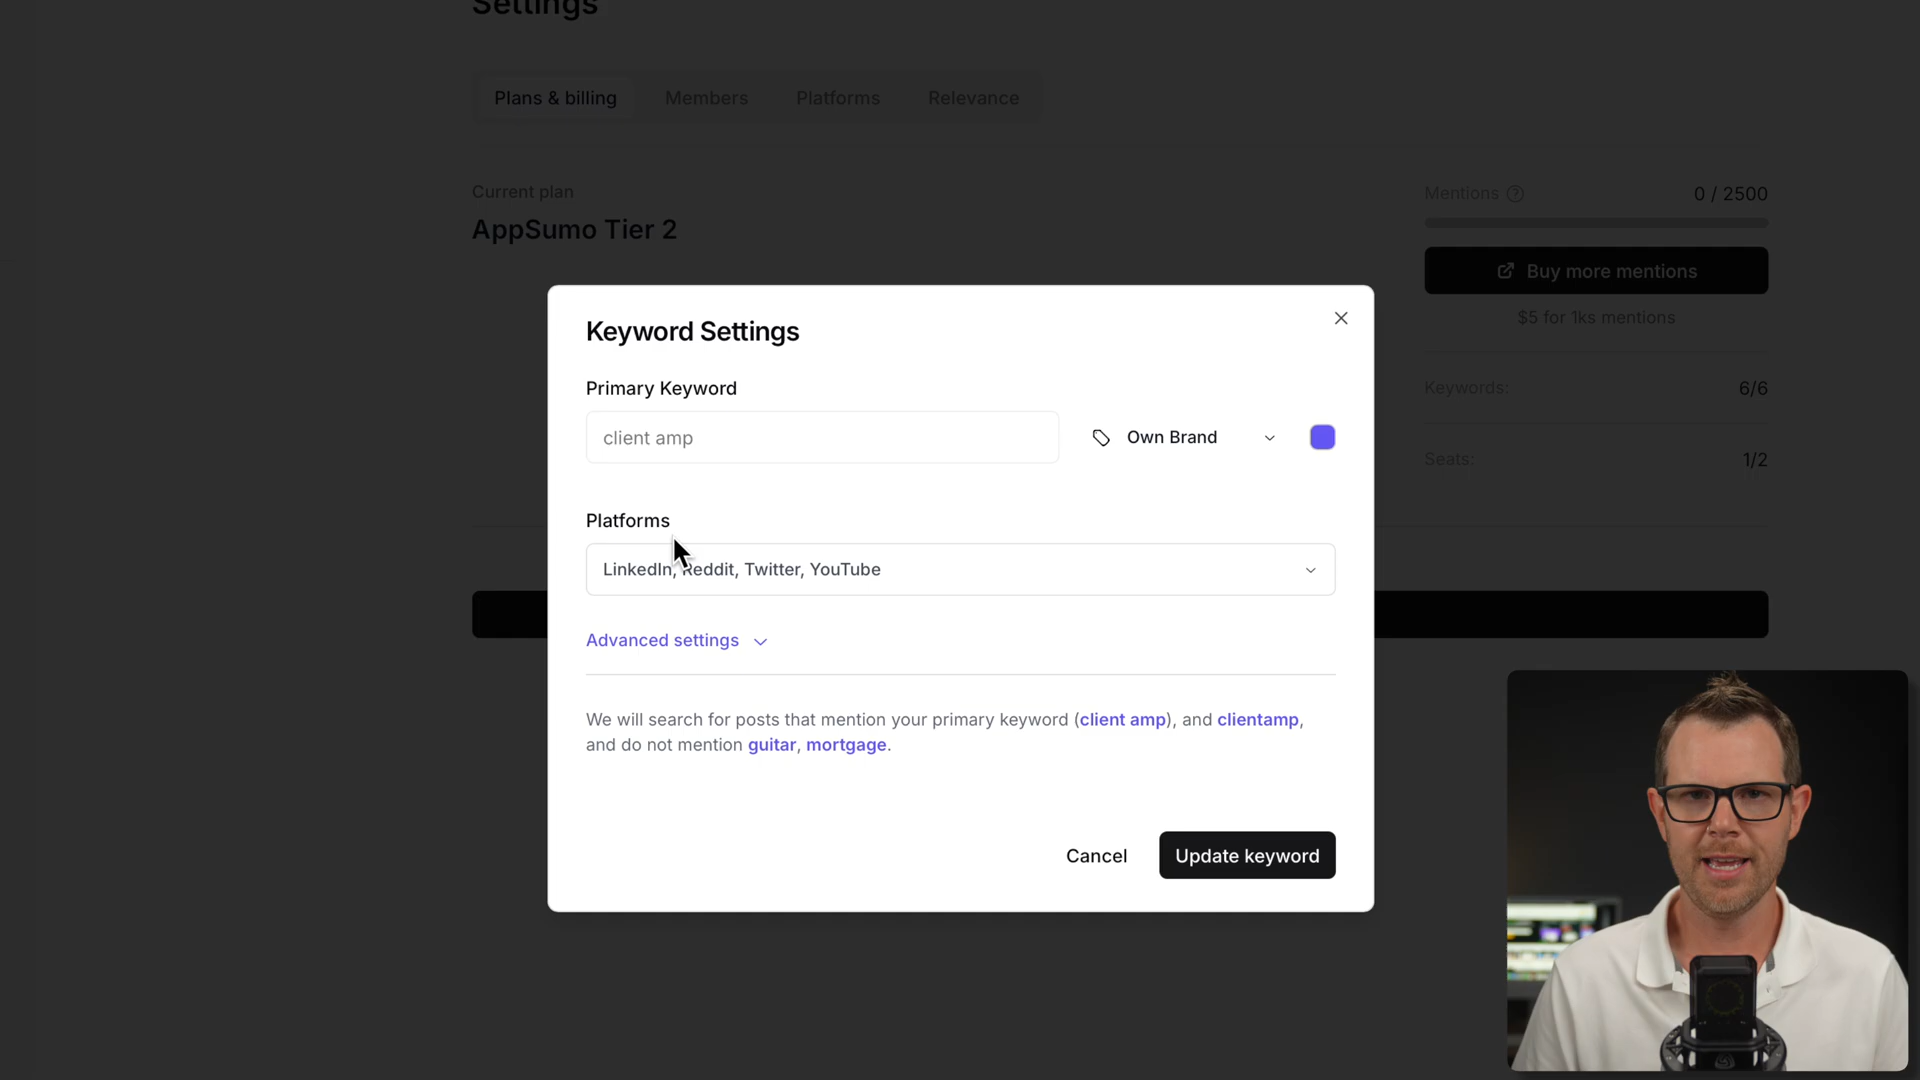 Settings
Plans & billing
Members
Platforms
Relevance
Current plan
AppSumo Tier 2
Mentions
0 / 2500
Buy more mentions
$5 for 1ks mentions
Keywords:
6/6
Seats:
1/2
Keyword Settings
Primary Keyword
client amp
Own Brand
Platforms
LinkedIn, Reddit, Twitter, YouTube
Advanced settings
We will search for posts that mention your primary keyword (client amp), and clientamp,
and do not mention guitar, mortgage.
Cancel
Update keyword